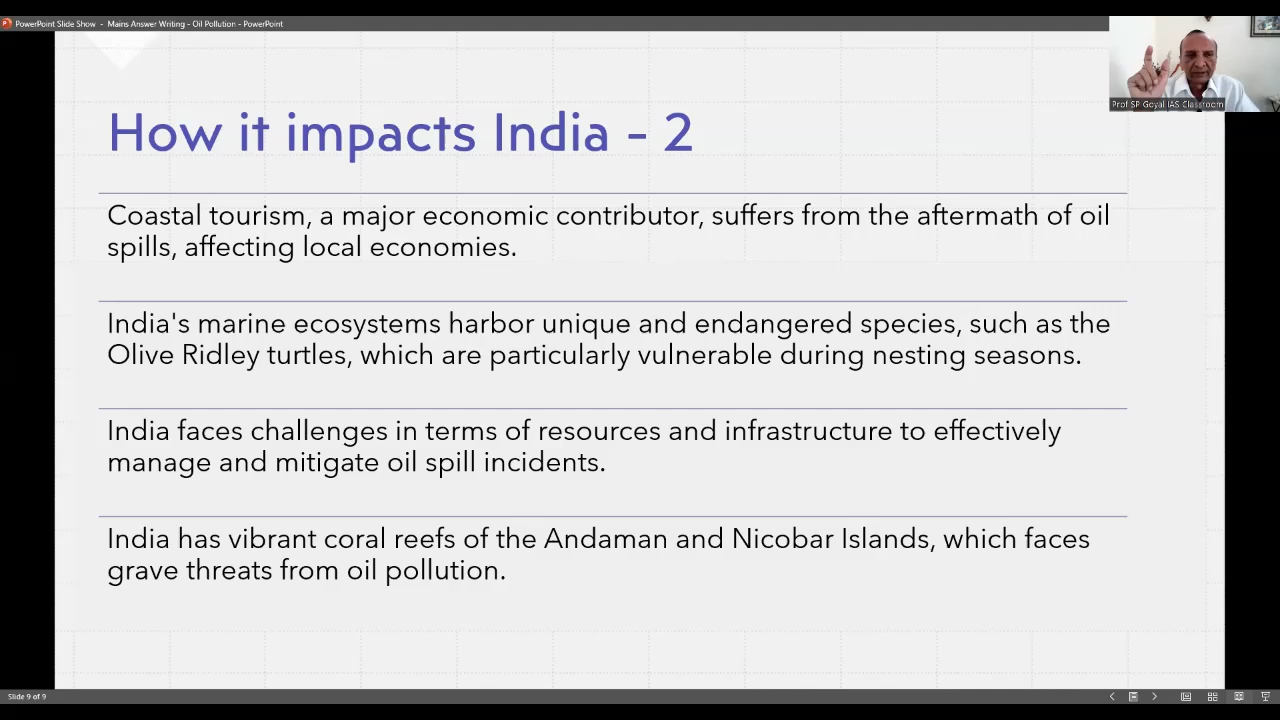 PowerPoint Slide Show - Mains Answer Writing - Oil Pollution - PowerPoint
Prof SP Goyal IAS Classroom
How it impacts India - 2
Coastal tourism, a major economic contributor, suffers from the aftermath of oil
spills, affecting local economies.
India's marine ecosystems harbor unique and endangered species, such as the
Olive Ridley turtles, which are particularly vulnerable during nesting seasons.
India faces challenges in terms of resources and infrastructure to effectively
manage and mitigate oil spill incidents.
India has vibrant coral reefs of the Andaman and Nicobar Islands, which faces
grave threats from oil pollution.
Slide 9 of 9